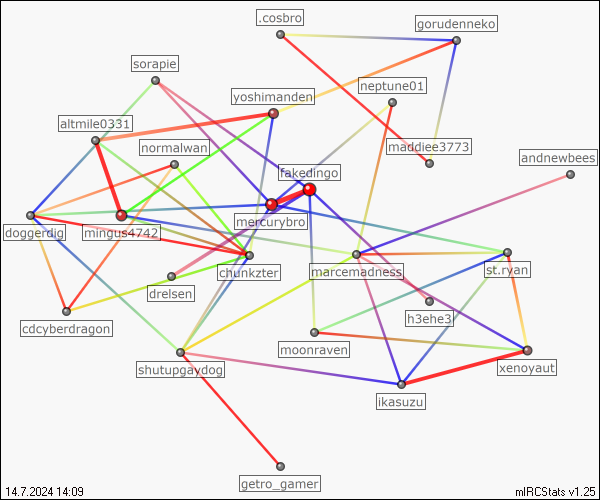 .cosbro
gorudenneko
sorapie
neptune01
yoshimanden
altmile0331
normalwan
maddiee3773
andnewbees
fakedingo
doggerdig
mingus4742
mercurybro
chunkzter
marcemadness
st.ryan
drelsen
h3ehe3
cdcyberdragon
moonraven
shutupgaydog
xenoyaut
ikasuzu
getro_gamer
14.7.2024 14:09
mIRCStats v1.25